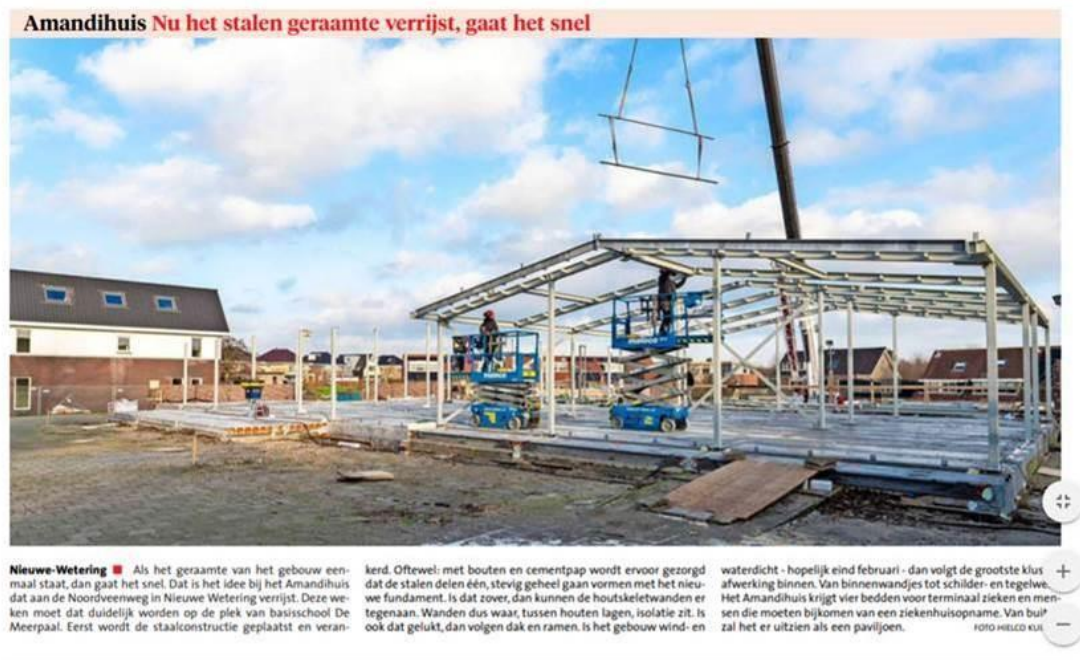 Amandihuis Nu het stalen geraamte verrijst, gaat het snel
Nieuwe-Wetering ■ Als het geraamte van het gebouw een-
maal staat, dan gaat het snel. Dat is het idee bij het Amandihuis
dat aan de Noordveenweg in Nieuwe Wetering verrijst. Deze we-
ken moet dat duidelijk worden op de plek van basisschool De
Meerpaal. Eerst wordt de staalconstructie geplaatst en veran-
kerd. Oftewel: met bouten en cementpap wordt ervoor gezorgd
dat de stalen delen één, stevig geheel gaan vormen met het nieu-
we fundament. Is dat zover, dan kunnen de houtskeletwanden er
tegenaan. Wanden dus waar, tussen houten lagen, isolatie zit. Is
ook dat gelukt, dan volgen dak en ramen. Is het gebouw wind- en
waterdicht - hopelijk eind februari - dan volgt de grootste klus
afwerking binnen. Van binnenwandjes tot schilder- en tegelwe
Het Amandihuis krijgt vier bedden voor terminaal zieken en men-
sen die moeten bijkomen van een ziekenhuisopname. Van buit
zal het er uitzien als een paviljoen.
FOTO HIELCO